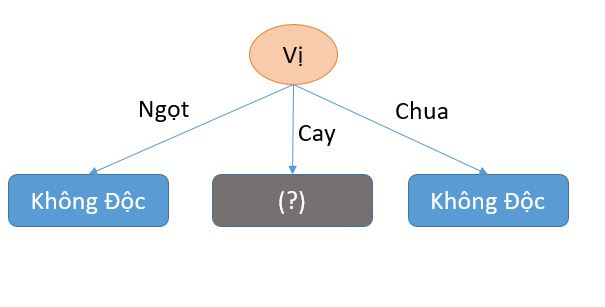 Vị
Ngọt
Cay
Chua
Không Độc
(?)
Không Độc